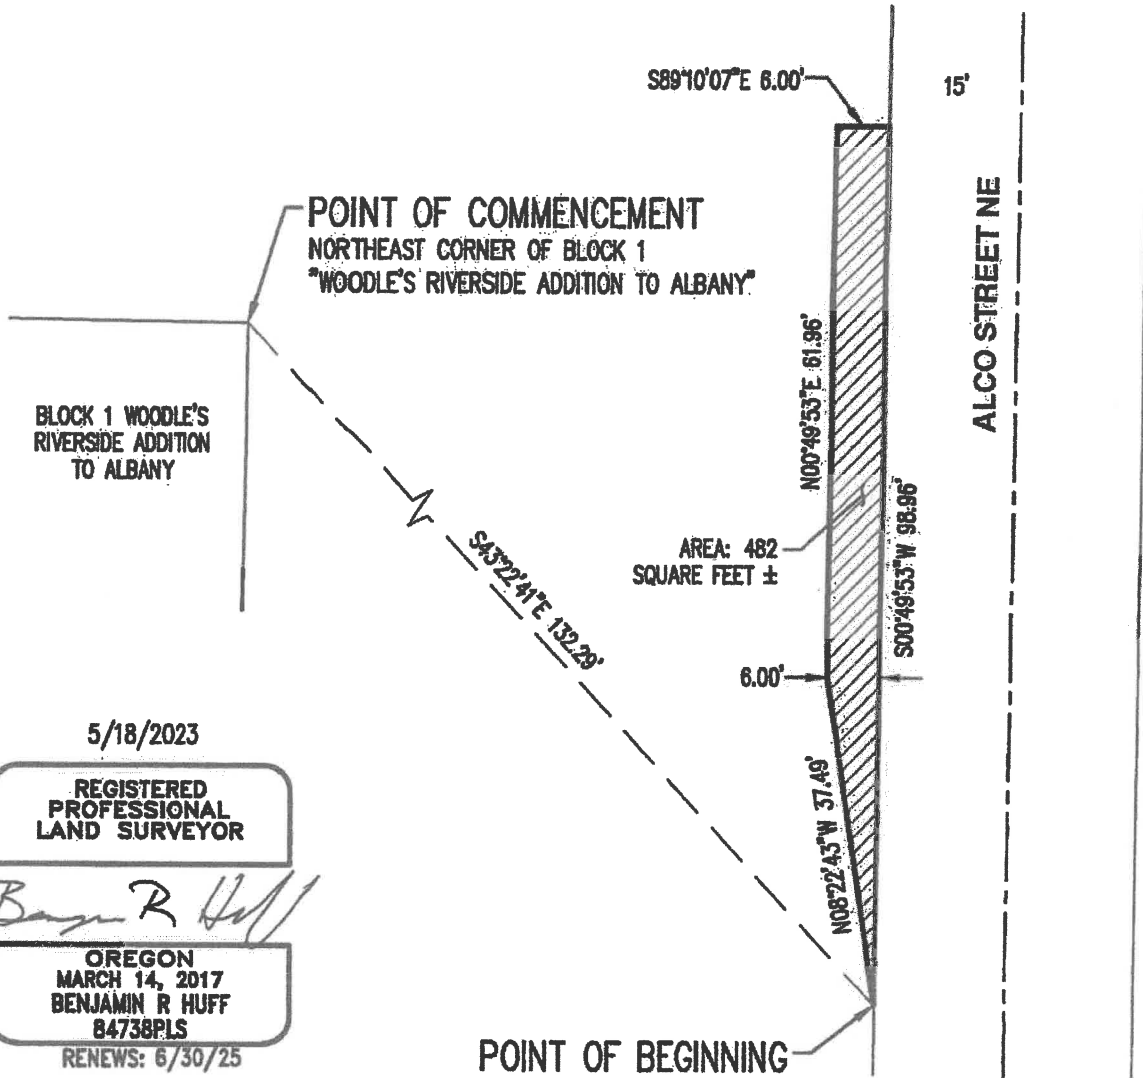 S89°10'07"E 6.00'
15'
POINT OF COMMENCEMENT
NORTHEAST CORNER OF BLOCK 1
"WOODLE'S RIVERSIDE ADDITION TO ALBANY"
ALCO STREET NE
N00°49'53"E 61.96'
BLOCK 1 WOODLE'S
RIVERSIDE ADDITION
TO ALBANY
S43°22'41"E 132.29'
AREA: 482
SQUARE FEET ±
S00°49'53"W 98.96'
6.00'
N08°22'43"W 37.49'
5/18/2023
REGISTERED
PROFESSIONAL
LAND SURVEYOR
OREGON
MARCH 14, 2017
BENJAMIN R HUFF
84738PLS
RENEWS: 6/30/25
POINT OF BEGINNING